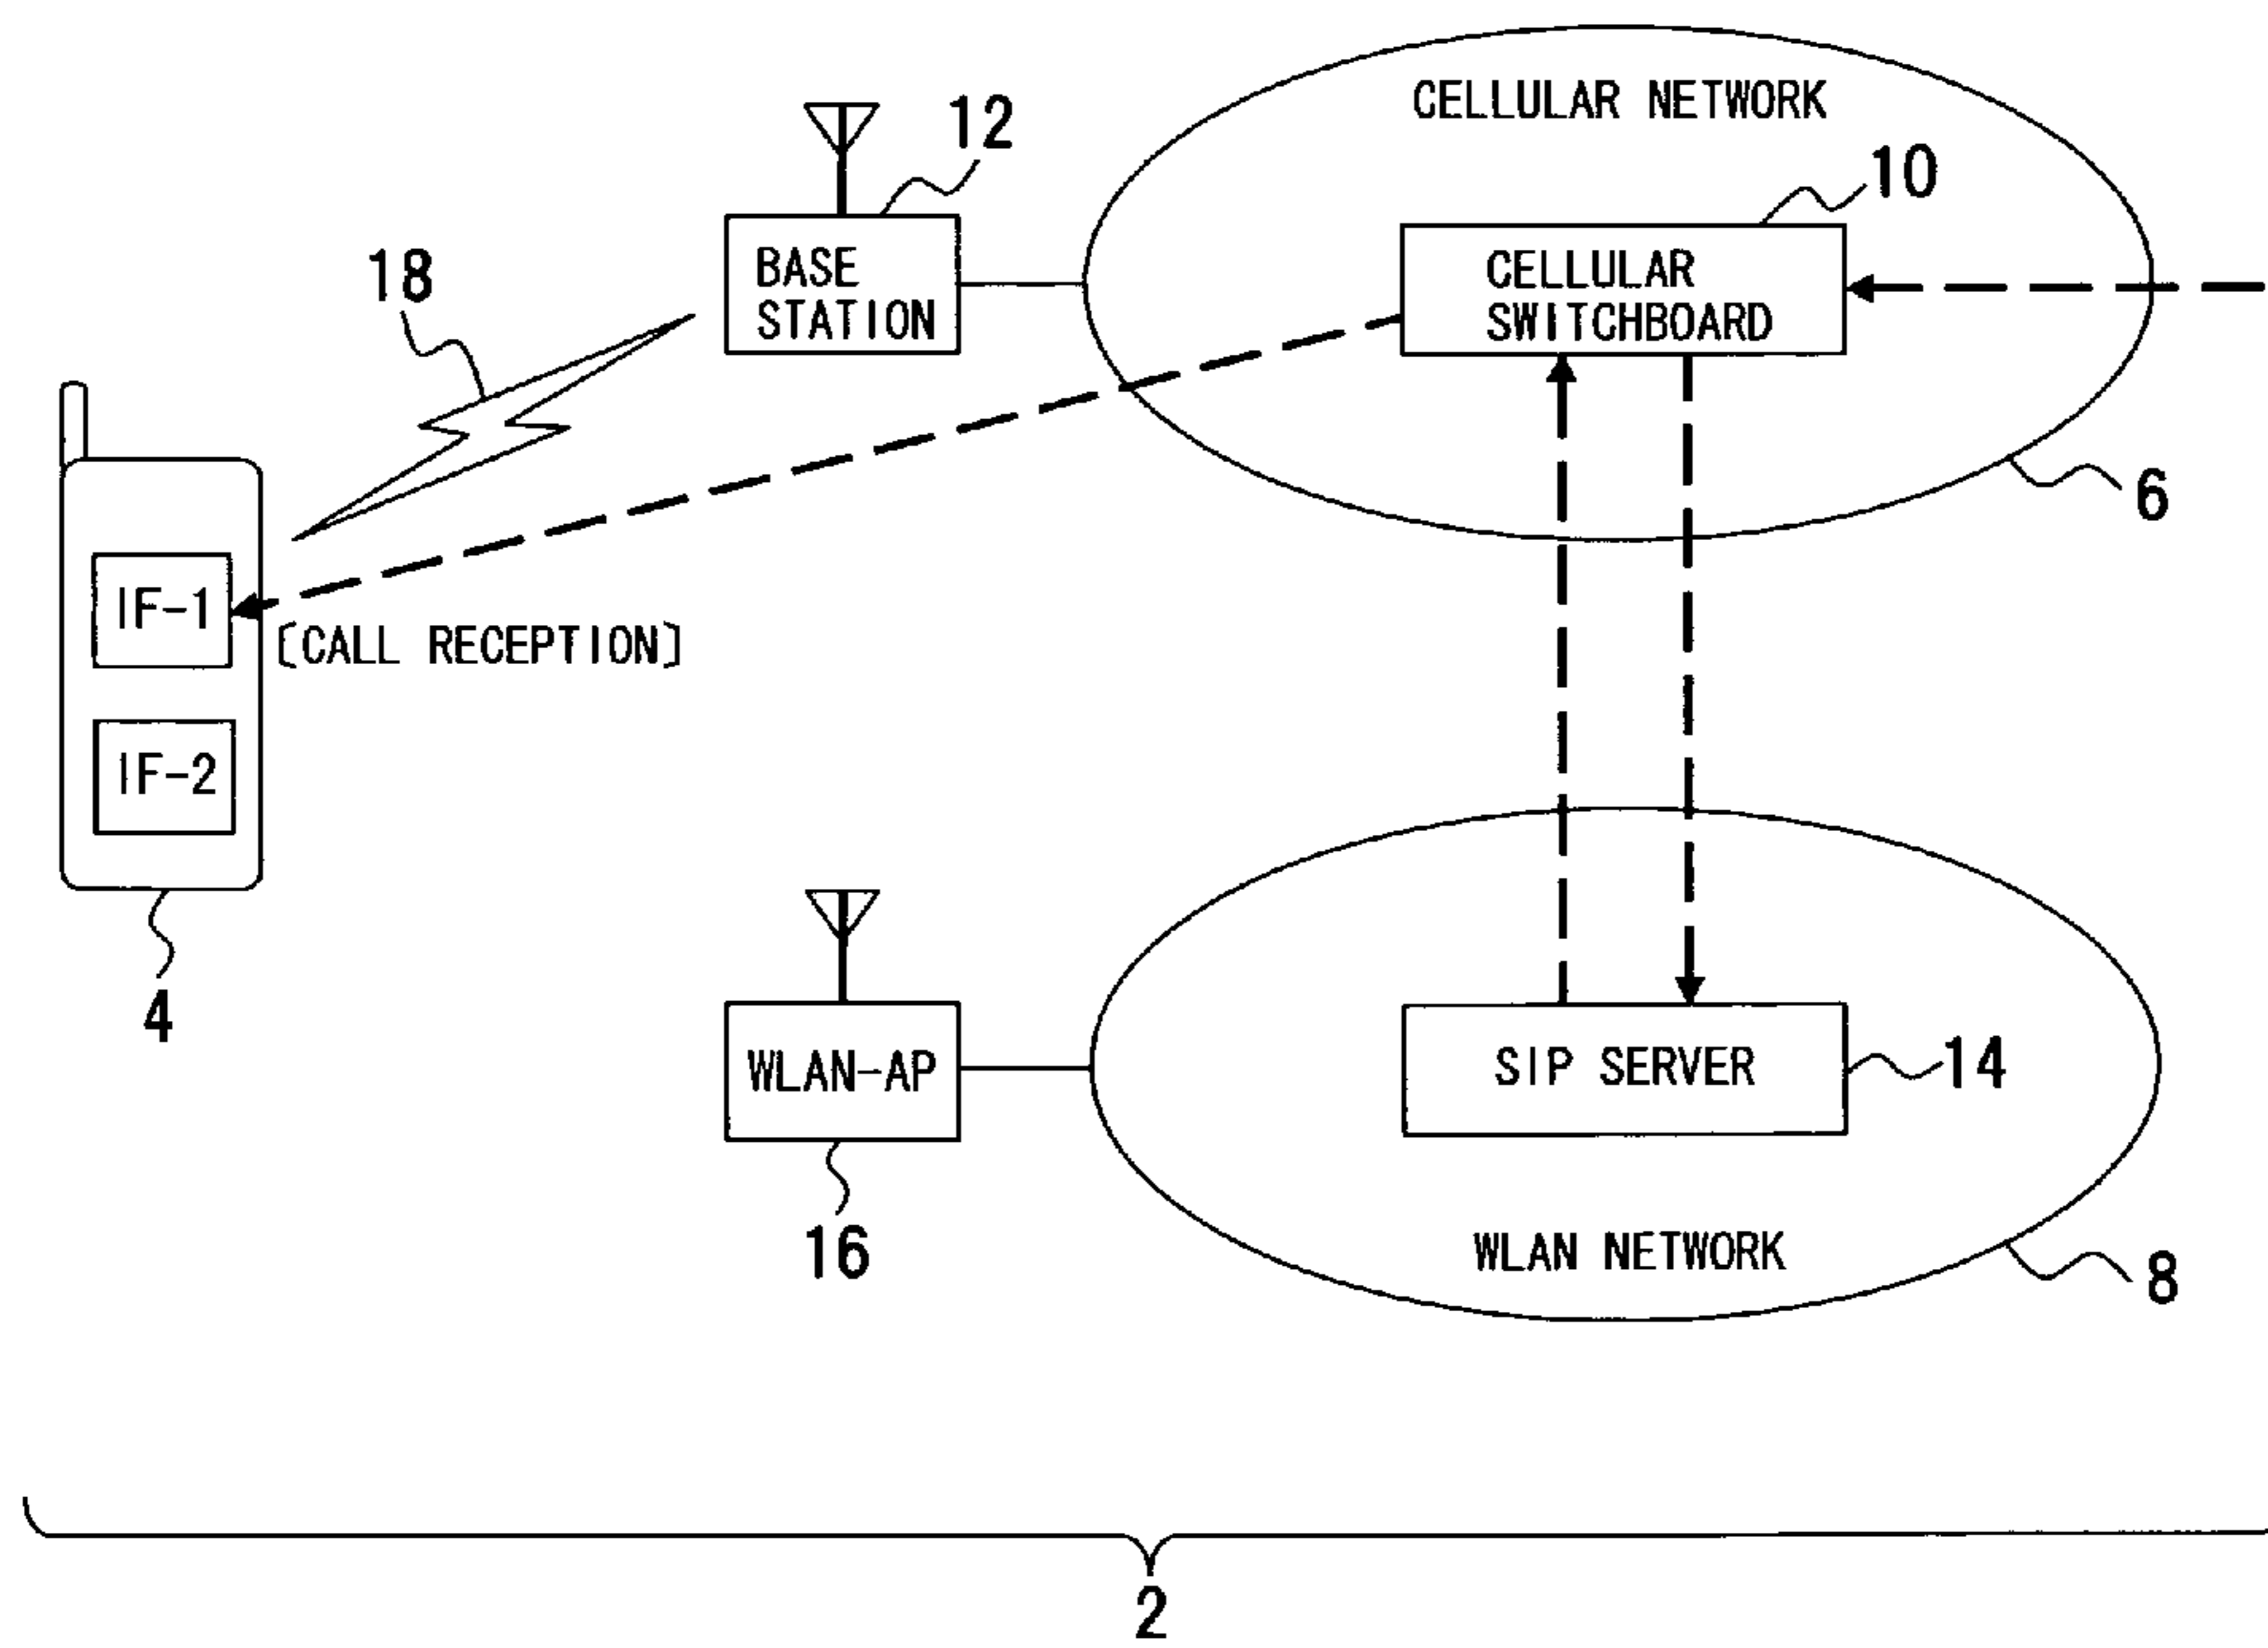 CELLULAR NETWORK
12
10
BASE
STATION
CELLULAR
SWITCHBOARD
18
6
IF-1
[CALL RECEPTION]
IF-2
4
WLAN-AP
SIP SERVER
14
16
WLAN NETWORK
8
2